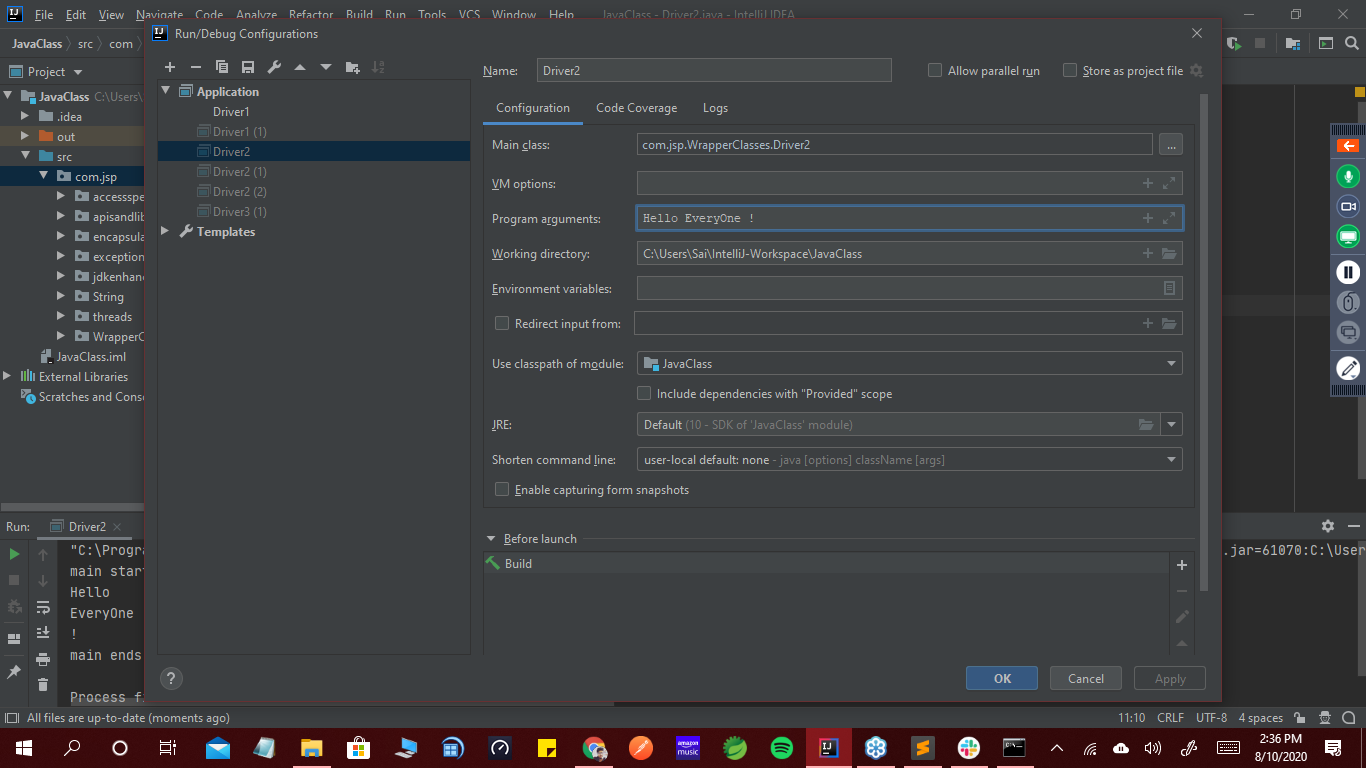 File Edit View Navigate Code Analyze Refactor Build Run Tools VCS Window Help JavaClass - Driver2.java - IntelliJ IDEA
Run/Debug Configurations
JavaClass src com
Project
JavaClass C:\Users\
.idea
out
src
com.jsp
accessspe
apisandlib
encapsula
exception
jdkenhanc
String
threads
WrapperC
JavaClass.iml
External Libraries
Scratches and Conso
Application
Driver1
Driver1 (1)
Driver2
Driver2 (1)
Driver2 (2)
Driver3 (1)
Templates
Name: Driver2 Allow parallel run Store as project file
Configuration Code Coverage Logs
Main class: com.jsp.WrapperClasses.Driver2 ...
VM options:
Program arguments: Hello EveryOne !
Working directory: C:\Users\Sai\IntelliJ-Workspace\JavaClass
Environment variables:
Redirect input from:
Use classpath of module: JavaClass
Include dependencies with "Provided" scope
JRE: Default (10 - SDK of 'JavaClass' module)
Shorten command line: user-local default: none - java [options] className [args]
Enable capturing form snapshots
Before launch
Build
? OK Cancel Apply
Run: Driver2
"C:\Progra .jar=61070:C:\User
main star
Hello
EveryOne
!
main ends
Process f
All files are up-to-date (moments ago) 11:10 CRLF UTF-8 4 spaces
amazon music
2:36 PM
8/10/2020